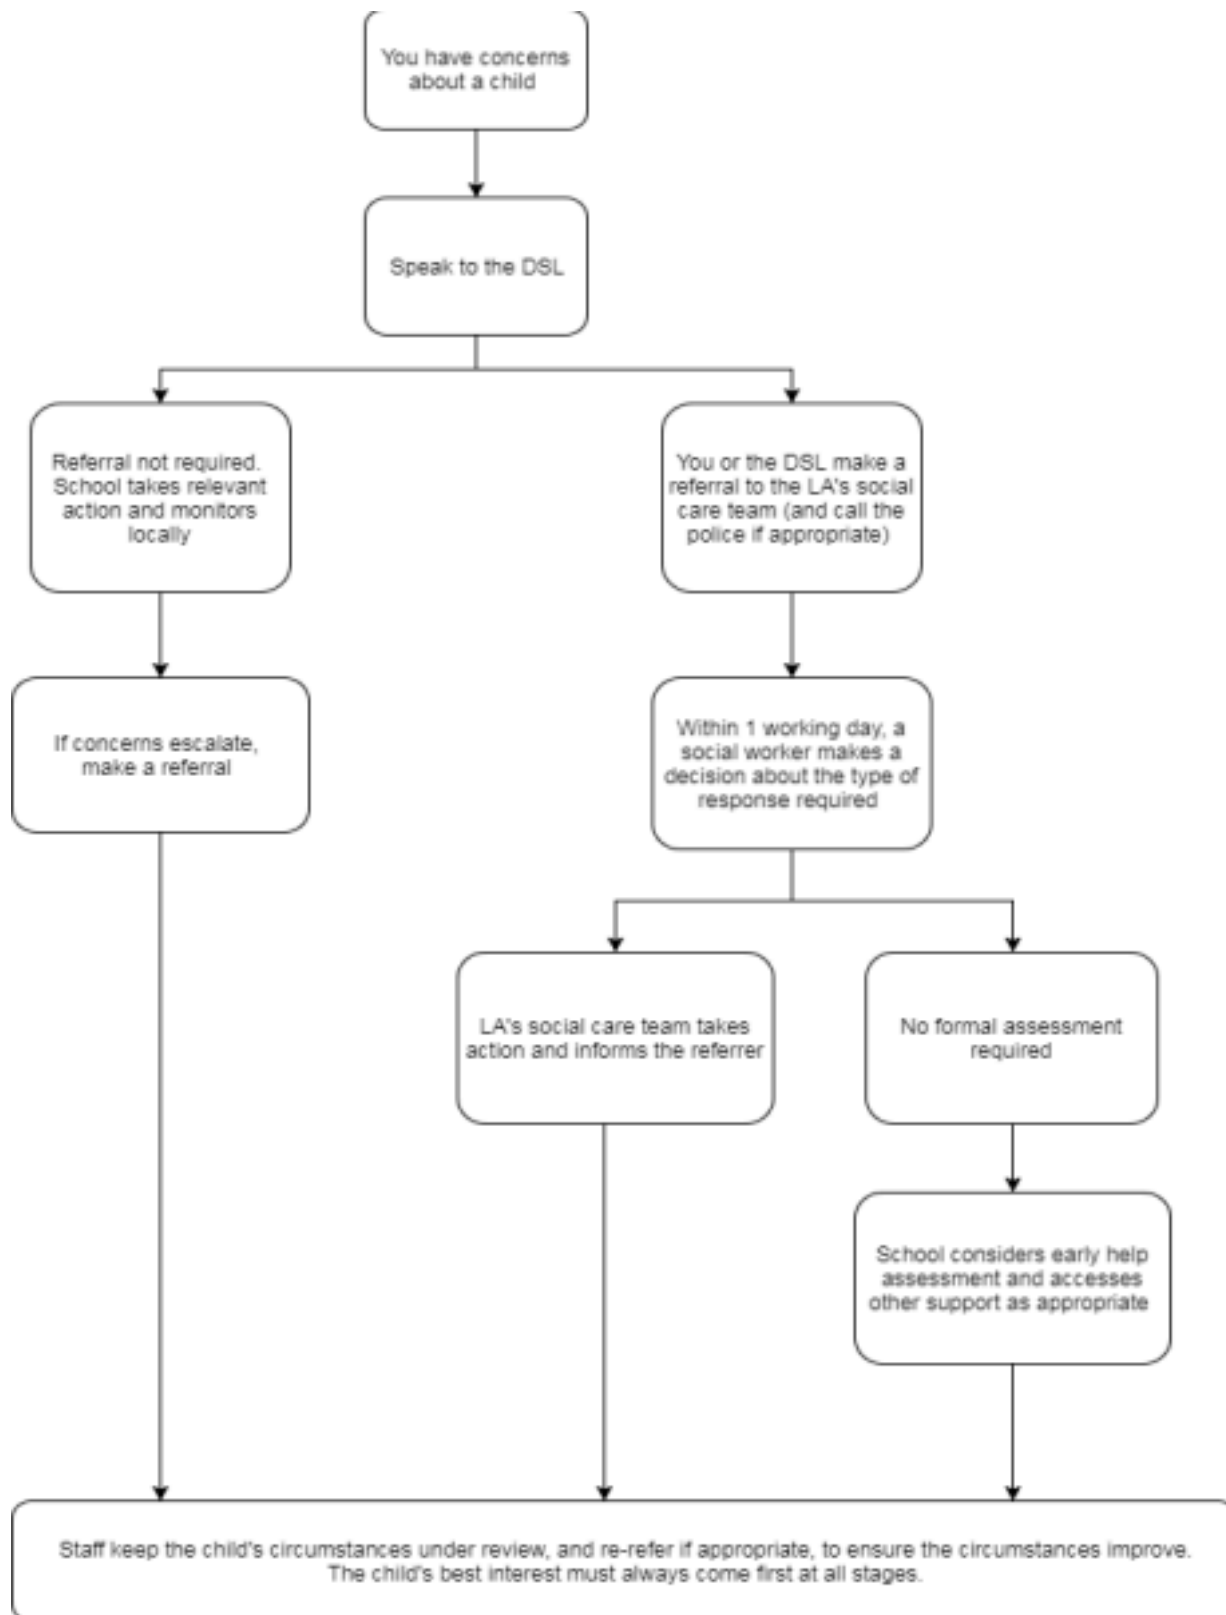 You have concerns
about a child
Speak to the DSL
Referral not required.
School takes relevant
action and monitors
locally
You or the DSL make a
referral to the LA's social
care team (and call the
police if appropriate)
If concerns escalate,
make a referral
Within 1 working day, a
social worker makes a
decision about the type of
response required
LA's social care team takes
action and informs the referrer
No formal assessment
required
School considers early help
assessment and accesses
other support as appropriate
Staff keep the child's circumstances under review, and re-refer if appropriate, to ensure the circumstances improve.
The child's best interest must always come first at all stages.